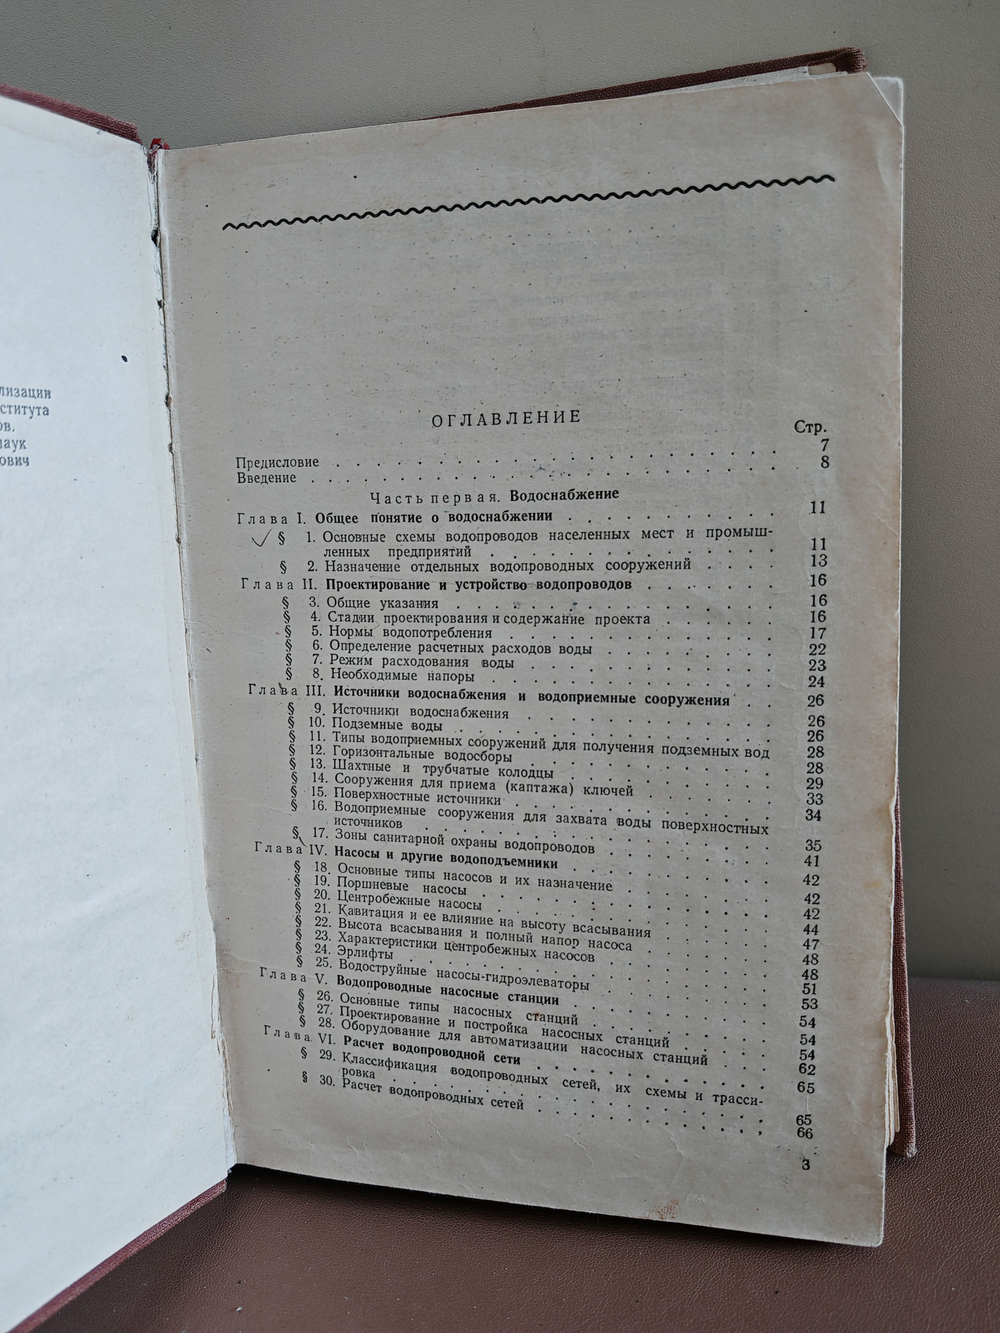 лизации
ститута
ов.
наук
ович
ОГЛАВЛЕНИЕ
Стр.
Предисловие . . . . . . . . . . . . . . . . . . . . 7
Введение . . . . . . . . . . . . . . . . . . . . . 8
Часть первая. Водоснабжение
Глава I. Общее понятие о водоснабжении . . . . . . . . . . 11
§ 1. Основные схемы водопроводов населенных мест и промыш-
ленных предприятий . . . . . . . . . . . . . 11
§ 2. Назначение отдельных водопроводных сооружений . . . . 13
Глава II. Проектирование и устройство водопроводов . . . . . . 16
§ 3. Общие указания . . . . . . . . . . . . . . 16
§ 4. Стадии проектирования и содержание проекта . . . . . 16
§ 5. Нормы водопотребления . . . . . . . . . . . . 17
§ 6. Определение расчетных расходов воды . . . . . . . 22
§ 7. Режим расходования воды . . . . . . . . . . . 23
§ 8. Необходимые напоры . . . . . . . . . . . . . 24
Глава III. Источники водоснабжения и водоприемные сооружения . . 26
§ 9. Источники водоснабжения . . . . . . . . . . . 26
§ 10. Подземные воды . . . . . . . . . . . . . . 26
§ 11. Типы водоприемных сооружений для получения подземных вод 28
§ 12. Горизонтальные водосборы . . . . . . . . . . . 28
§ 13. Шахтные и трубчатые колодцы . . . . . . . . . 29
§ 14. Сооружения для приема (каптажа) ключей . . . . . . 33
§ 15. Поверхностные источники . . . . . . . . . . . 34
§ 16. Водоприемные сооружения для захвата воды поверхностных
источников . . . . . . . . . . . . . . . 35
§ 17. Зоны санитарной охраны водопроводов . . . . . . . 41
Глава IV. Насосы и другие водоподъемники . . . . . . . . . 42
§ 18. Основные типы насосов и их назначение . . . . . . 42
§ 19. Поршневые насосы . . . . . . . . . . . . . 42
§ 20. Центробежные насосы . . . . . . . . . . . . 44
§ 21. Кавитация и ее влияние на высоту всасывания . . . . . 47
§ 22. Высота всасывания и полный напор насоса . . . . . . 48
§ 23. Характеристики центробежных насосов . . . . . . . 48
§ 24. Эрлифты . . . . . . . . . . . . . . . . 51
§ 25. Водоструйные насосы-гидроэлеваторы . . . . . . . 53
Глава V. Водопроводные насосные станции . . . . . . . . . 54
§ 26. Основные типы насосных станций . . . . . . . . 54
§ 27. Проектирование и постройка насосных станций . . . . 54
§ 28. Оборудование для автоматизации насосных станций . . . 62
Глава VI. Расчет водопроводной сети . . . . . . . . . . 65
§ 29. Классификация водопроводных сетей, их схемы и трасси-
ровка . . . . . . . . . . . . . . . . . 65
§ 30. Расчет водопроводных сетей . . . . . . . . . . 66
3